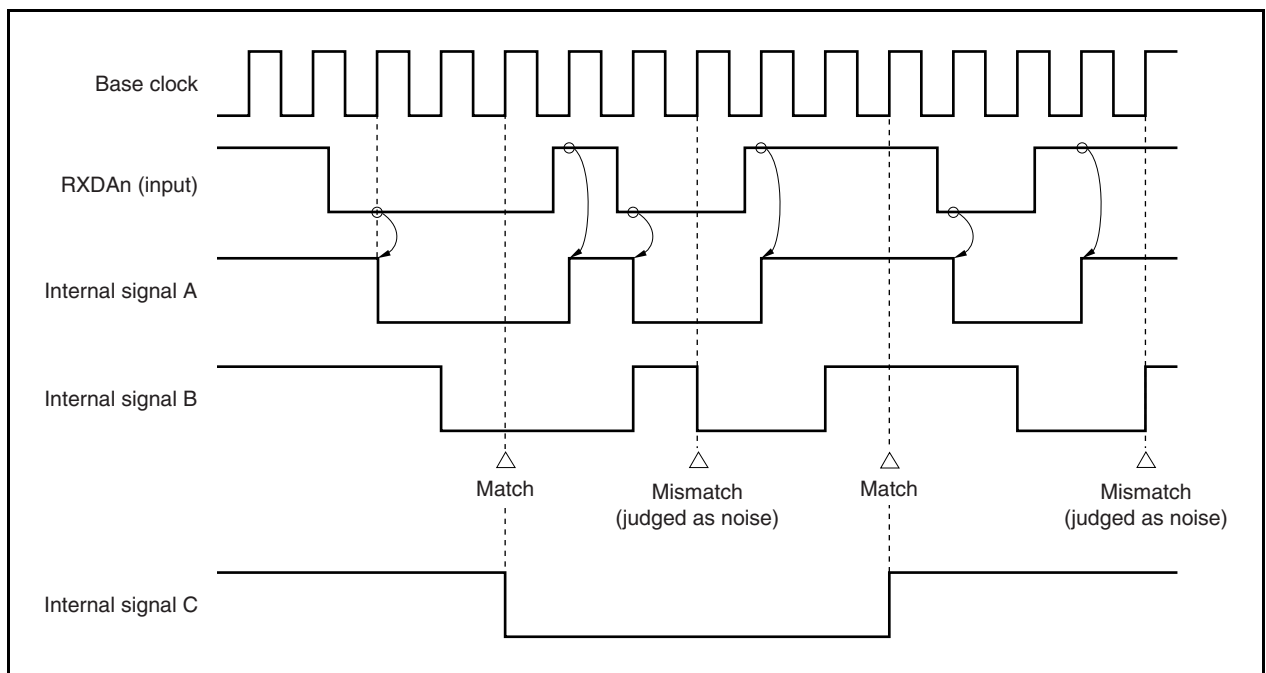 Base clock
RXDAn (input)
Internal signal A
Internal signal B
Match
Mismatch
(judged as noise)
Match
Mismatch
(judged as noise)
Internal signal C